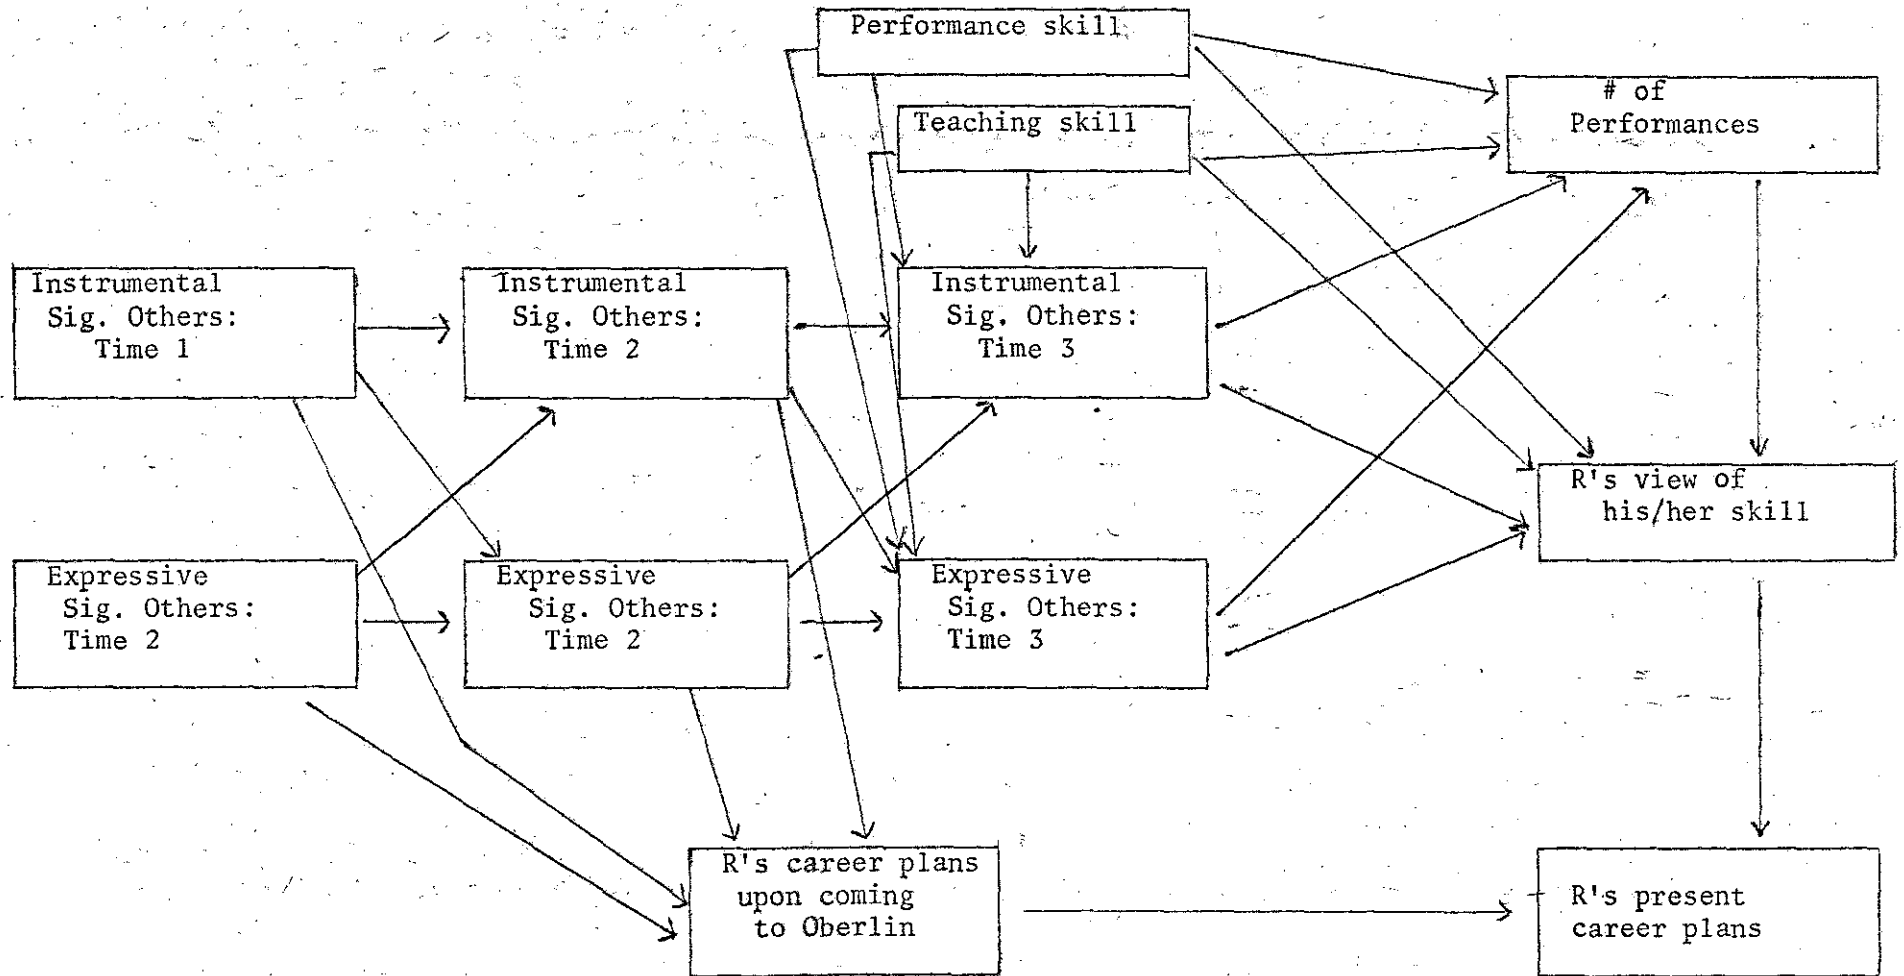 Performance skill
# of
Performances
Teaching skill
Instrumental
Sig. Others:
Time 1
Instrumental
Sig. Others:
Time 2
Instrumental
Sig. Others:
Time 3
R's view of
his/her skill
Expressive
Sig. Others:
Time 2
Expressive
Sig. Others:
Time 2
Expressive
Sig. Others:
Time 3
R's career plans
upon coming
to Oberlin
R's present
career plans